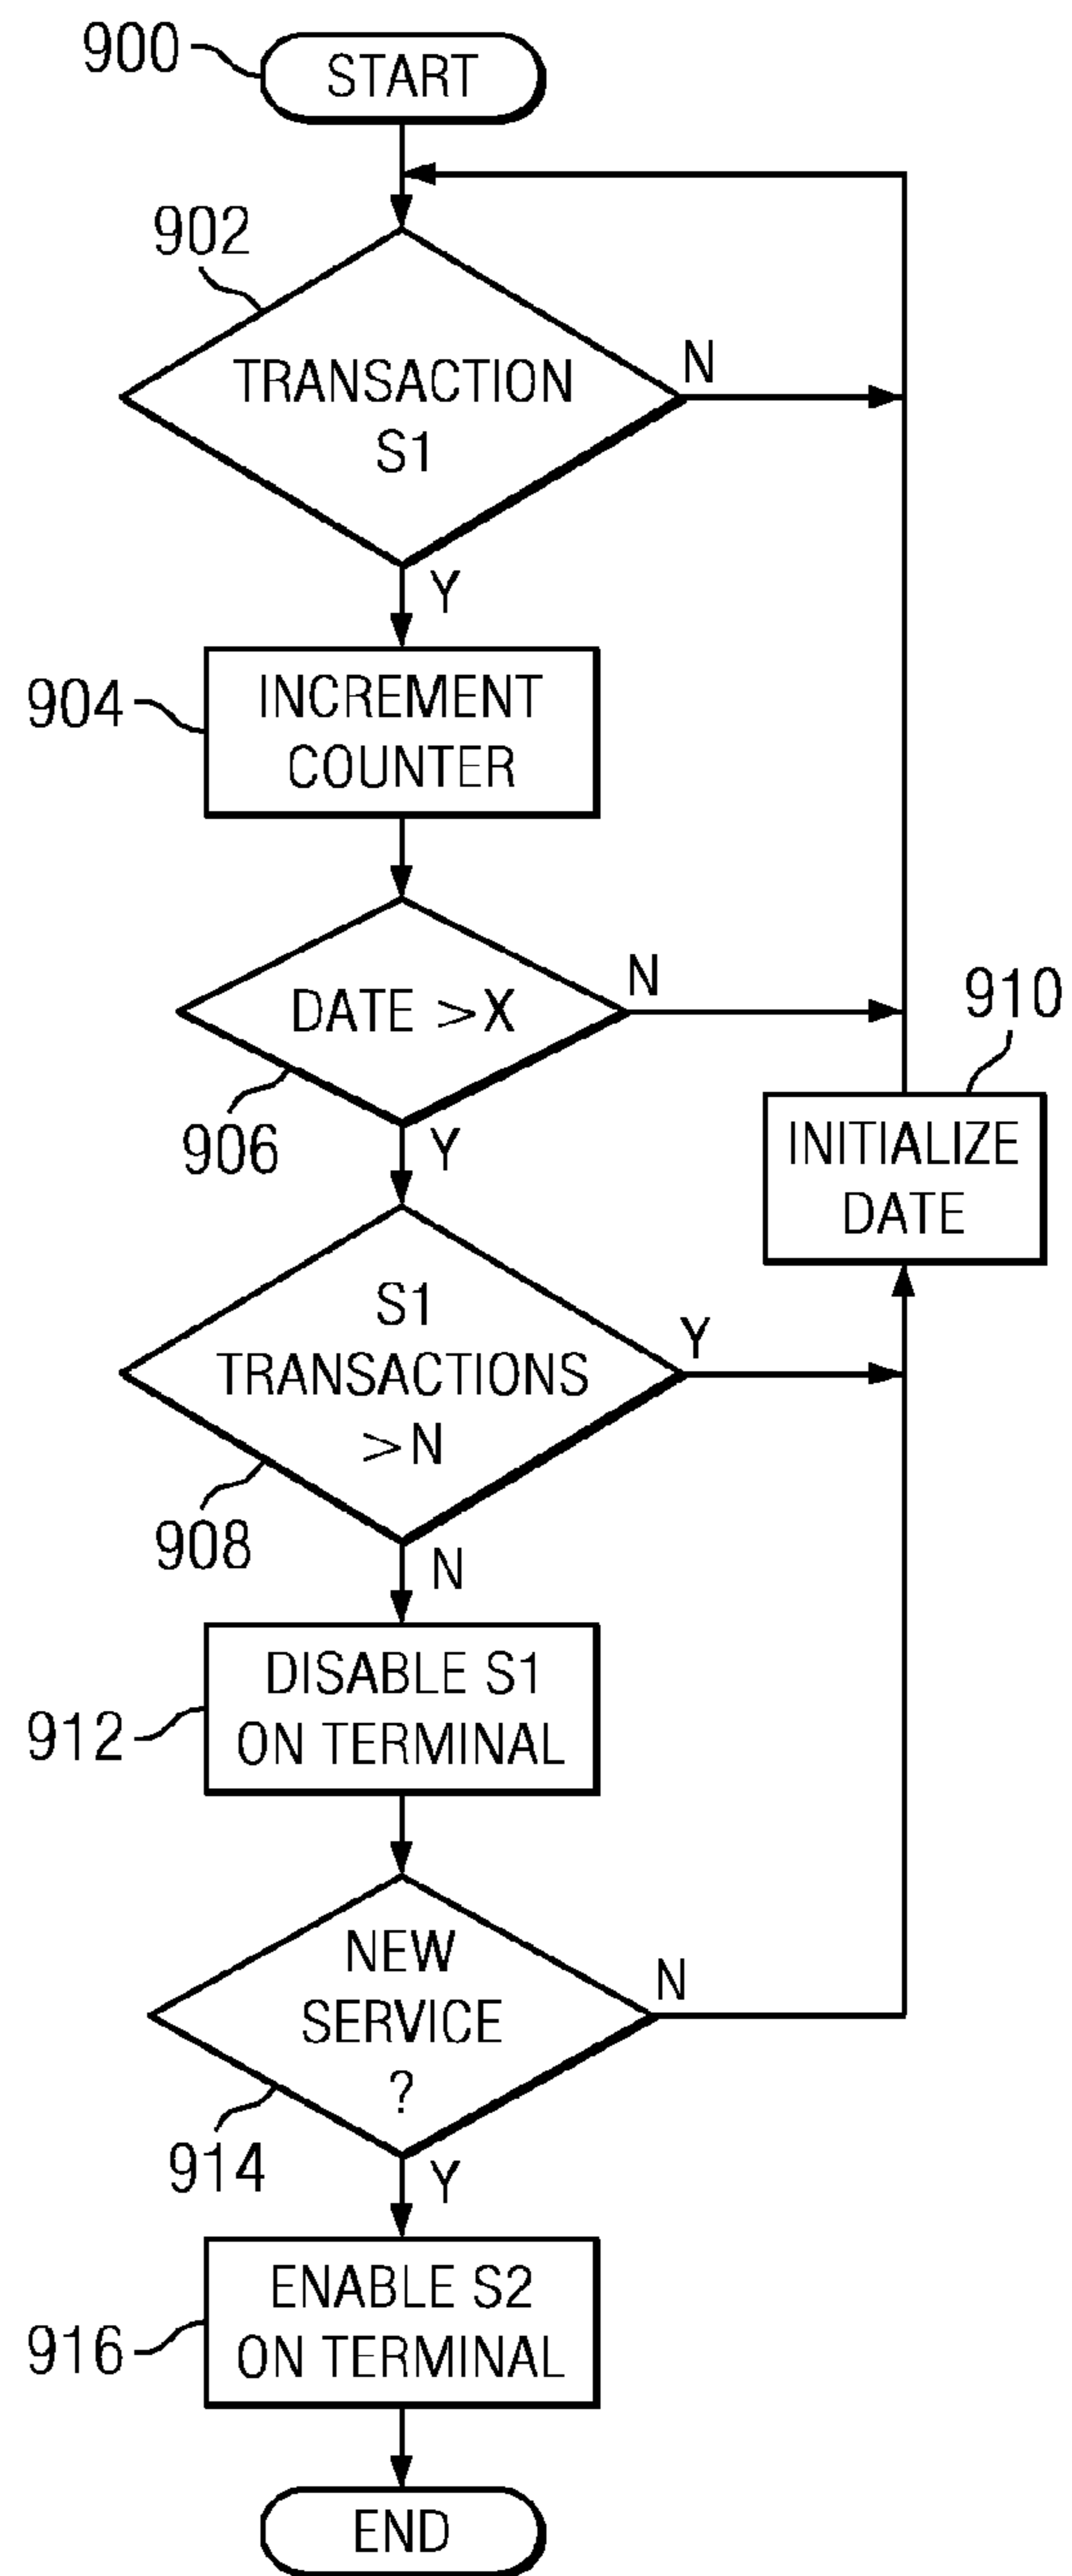 900
START
902
TRANSACTION
S1
N
Y
904
INCREMENT
COUNTER
DATE >X
N
906
Y
910
INITIALIZE
DATE
S1
TRANSACTIONS
>N
Y
908
N
912
DISABLE S1
ON TERMINAL
NEW
SERVICE
?
N
914
Y
916
ENABLE S2
ON TERMINAL
END